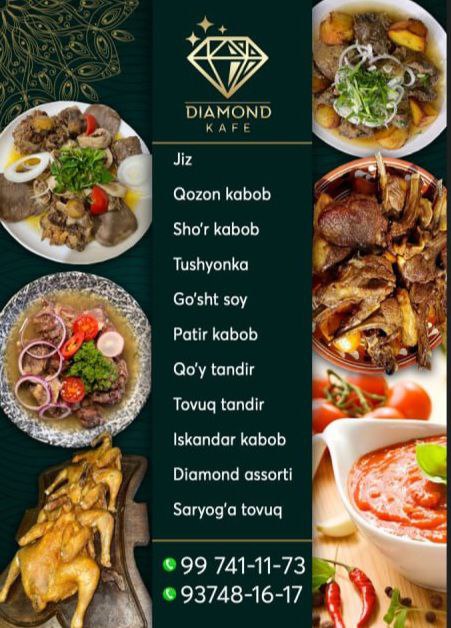 DIAMOND
KAFE
Jiz
Qozon kabob
Sho'r kabob
Tushyonka
Go'sht soy
Patir kabob
Qo'y tandir
Tovuq tandir
Iskandar kabob
Diamond assorti
Saryog'a tovuq
99 741-11-73
93748-16-17